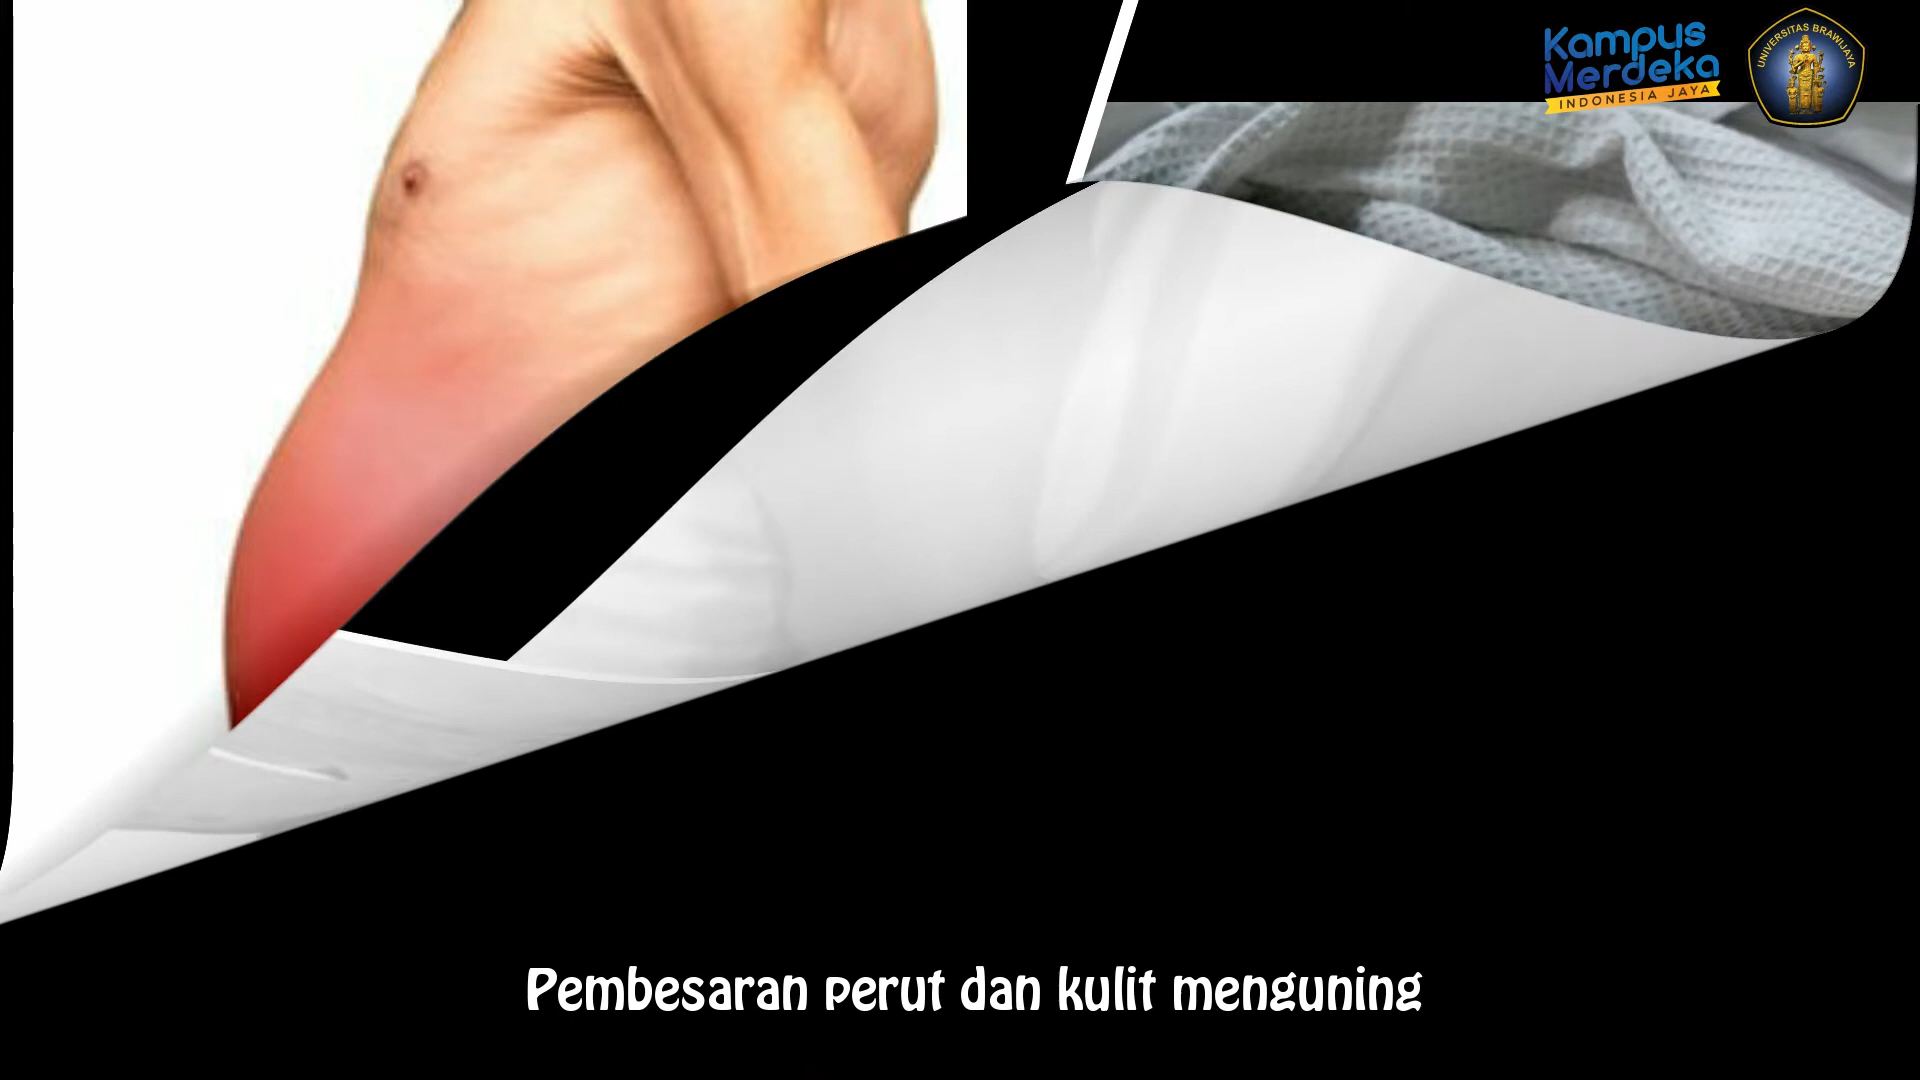 Kampus
Merdeka
INDONESIA JAYA
UNIVERSITAS BRAWIJAYA
Pembesaran perut dan kulit menguning